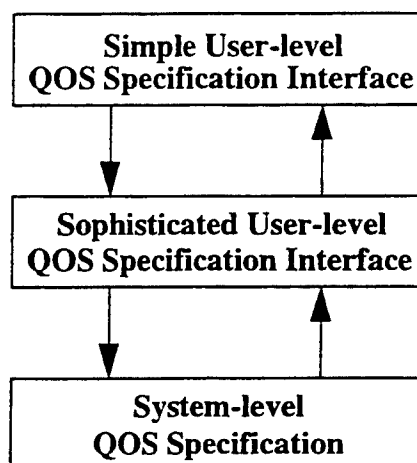 Simple User-level
QOS Specification Interface
Sophisticated User-level
QOS Specification Interface
System-level
QOS Specification